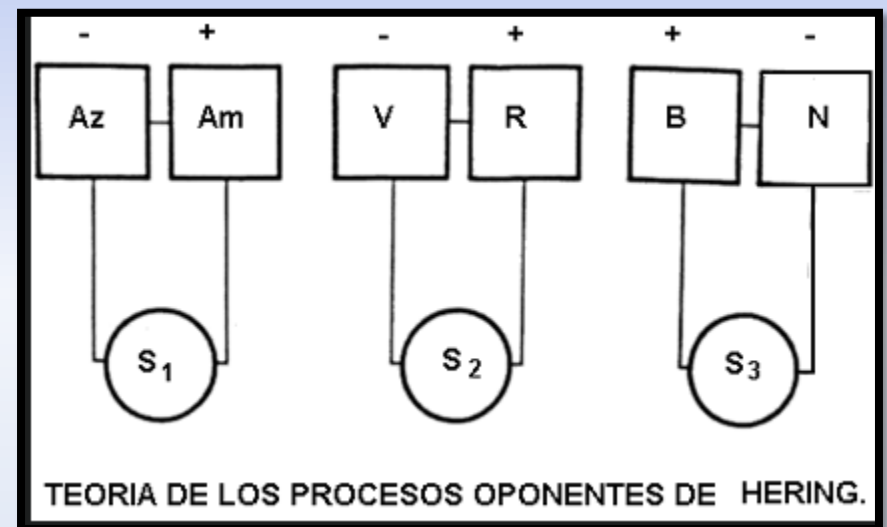 - + - + + -
Az Am V R B N
S1 S2 S3
TEORIA DE LOS PROCESOS OPONENTES DE HERING.